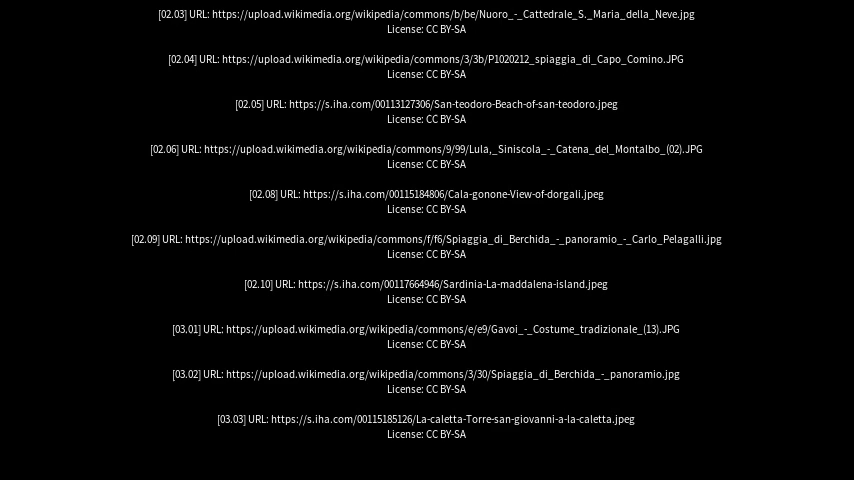 [02.03] URL: https://upload.wikimedia.org/wikipedia/commons/b/be/Nuoro_-_Cattedrale_S._Maria_della_Neve.jpg
License: CC BY-SA
[02.04] URL: https://upload.wikimedia.org/wikipedia/commons/3/3b/P1020212_spiaggia_di_Capo_Comino.JPG
License: CC BY-SA
[02.05] URL: https://s.iha.com/00113127306/San-teodoro-Beach-of-san-teodoro.jpeg
License: CC BY-SA
[02.06] URL: https://upload.wikimedia.org/wikipedia/commons/9/99/Lula,_Siniscola_-_Catena_del_Montalbo_(02).JPG
License: CC BY-SA
[02.08] URL: https://s.iha.com/00115184806/Cala-gonone-View-of-dorgali.jpeg
License: CC BY-SA
[02.09] URL: https://upload.wikimedia.org/wikipedia/commons/f/f6/Spiaggia_di_Berchida_-_panoramio_-_Carlo_Pelagalli.jpg
License: CC BY-SA
[02.10] URL: https://s.iha.com/00117664946/Sardinia-La-maddalena-island.jpeg
License: CC BY-SA
[03.01] URL: https://upload.wikimedia.org/wikipedia/commons/e/e9/Gavoi_-_Costume_tradizionale_(13).JPG
License: CC BY-SA
[03.02] URL: https://upload.wikimedia.org/wikipedia/commons/3/30/Spiaggia_di_Berchida_-_panoramio.jpg
License: CC BY-SA
[03.03] URL: https://s.iha.com/00115185126/La-caletta-Torre-san-giovanni-a-la-caletta.jpeg
License: CC BY-SA